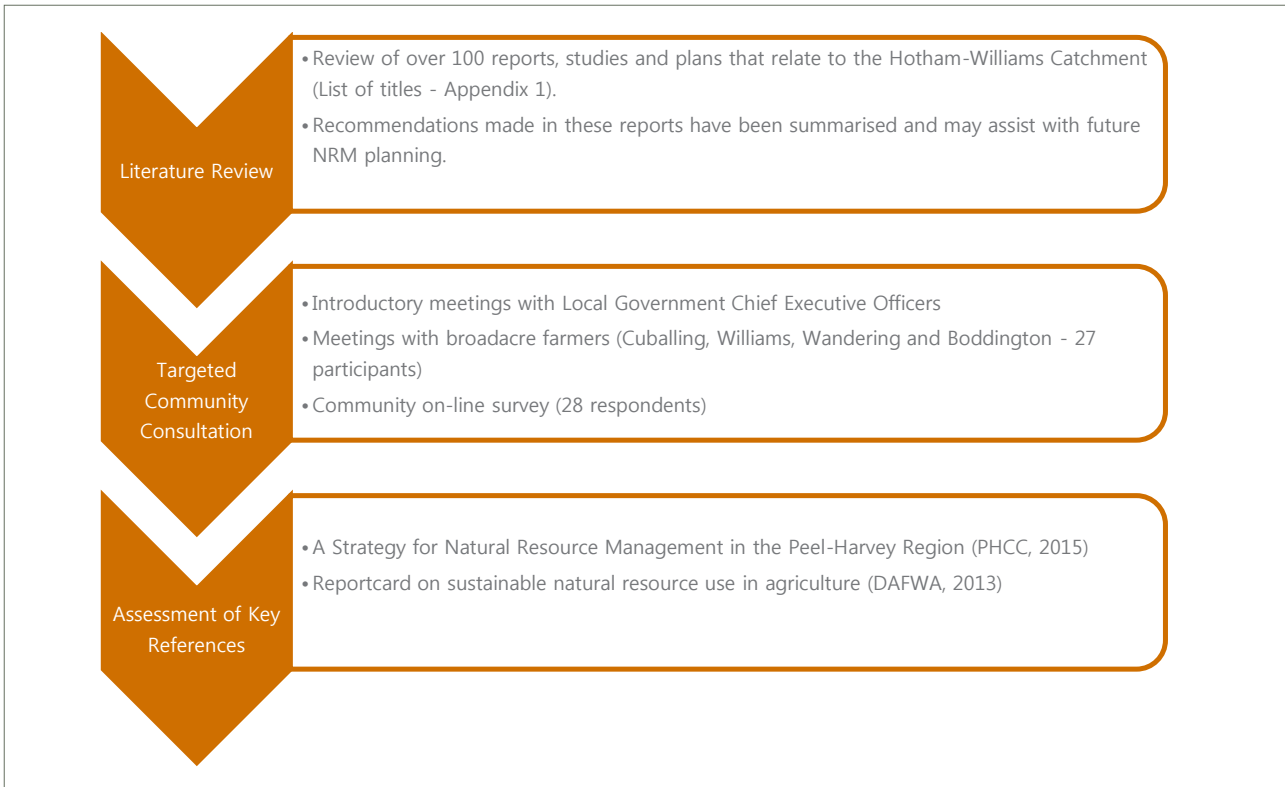 • Review of over 100 reports, studies and plans that relate to the Hotham-Williams Catchment
(List of titles - Appendix 1).
• Recommendations made in these reports have been summarised and may assist with future
NRM planning.
Literature Review
• Introductory meetings with Local Government Chief Executive Officers
• Meetings with broadacre farmers (Cuballing, Williams, Wandering and Boddington - 27
participants)
• Community on-line survey (28 respondents)
Targeted
Community
Consultation
• A Strategy for Natural Resource Management in the Peel-Harvey Region (PHCC, 2015)
• Reportcard on sustainable natural resource use in agriculture (DAFWA, 2013)
Assessment of Key
References